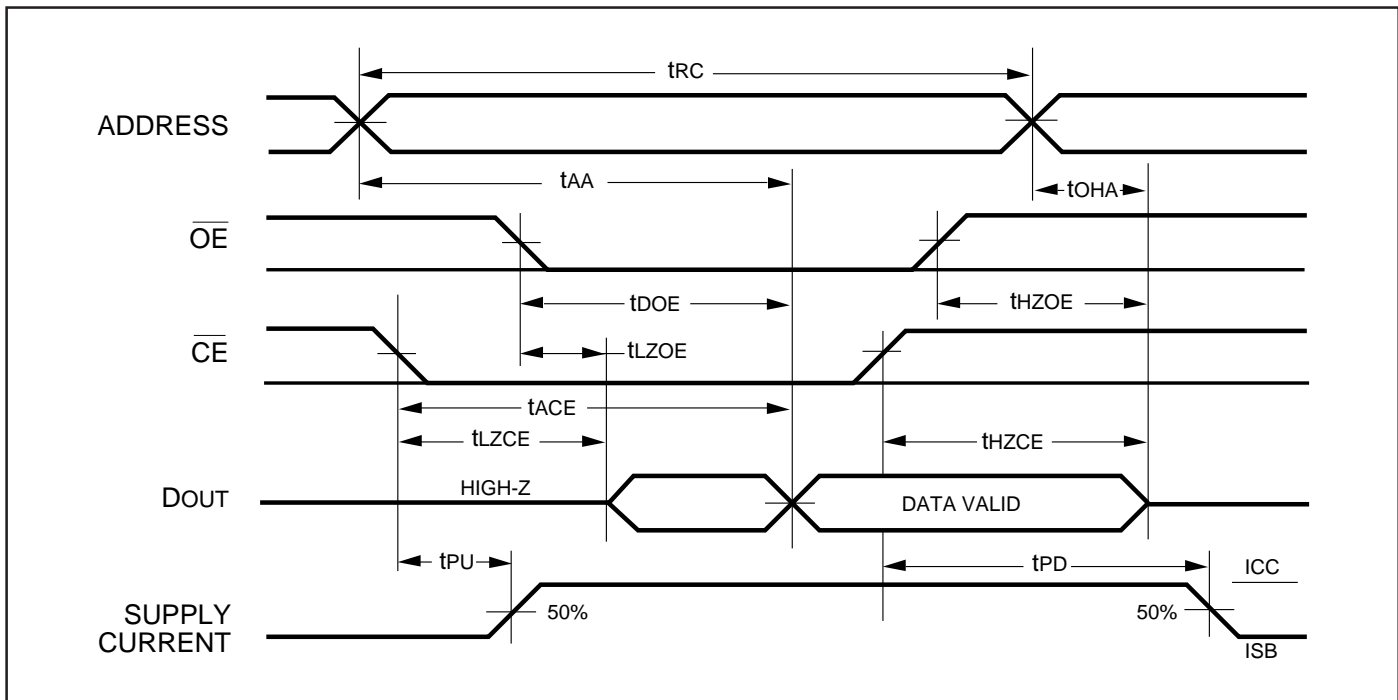 tRC
ADDRESS
tAA
tOHA
OE
tDOE
tHZOE
CE
tLZOE
tACE
tLZCE
tHZCE
DOUT
HIGH-Z
DATA VALID
tPU
tPD
ICC
SUPPLY
CURRENT
50%
50%
ISB